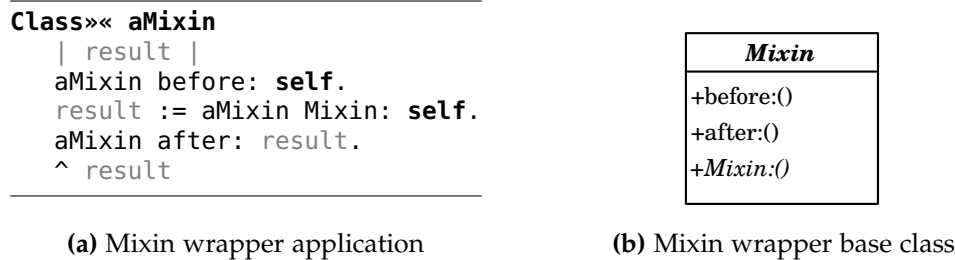 Class»« aMixin
| result |
aMixin before: self.
result := aMixin Mixin: self.
aMixin after: result.
^ result
(a) Mixin wrapper application
Mixin
+before:()
+after:()
+Mixin:()
(b) Mixin wrapper base class